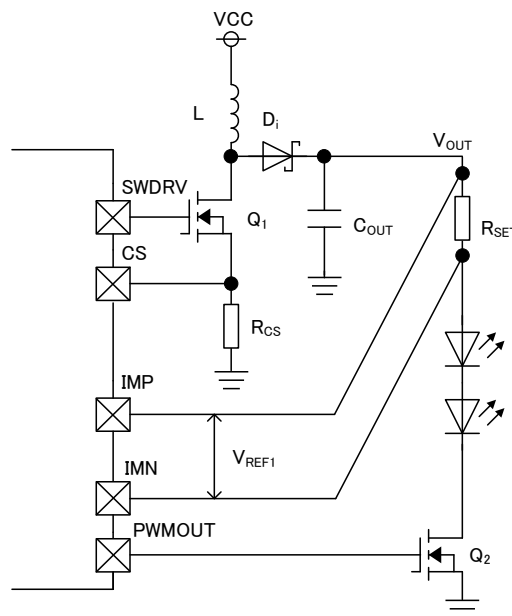 VCC
L
Di
VOUT
SWDRV
Q1
COUT
RSET
CS
RCS
IMP
VREF1
IMN
PWMOUT
Q2